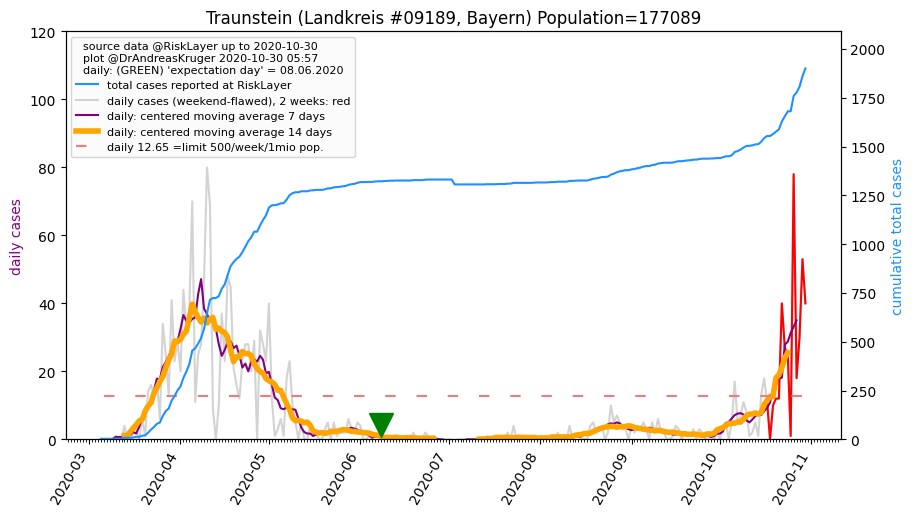 Traunstein (Landkreis #09189, Bayern) Population=177089
source data @RiskLayer up to 2020-10-30
plot @DrAndreasKruger 2020-10-30 05:57
daily: (GREEN) 'expectation day' = 08.06.2020
total cases reported at RiskLayer
daily cases (weekend-flawed), 2 weeks: red
daily: centered moving average 7 days
daily: centered moving average 14 days
daily 12.65 =limit 500/week/1mio pop.
daily cases
120
100
80
60
40
20
0
cumulative total cases
2000
1750
1500
1250
1000
750
500
250
0
2020-03
2020-04
2020-05
2020-06
2020-07
2020-08
2020-09
2020-10
2020-11